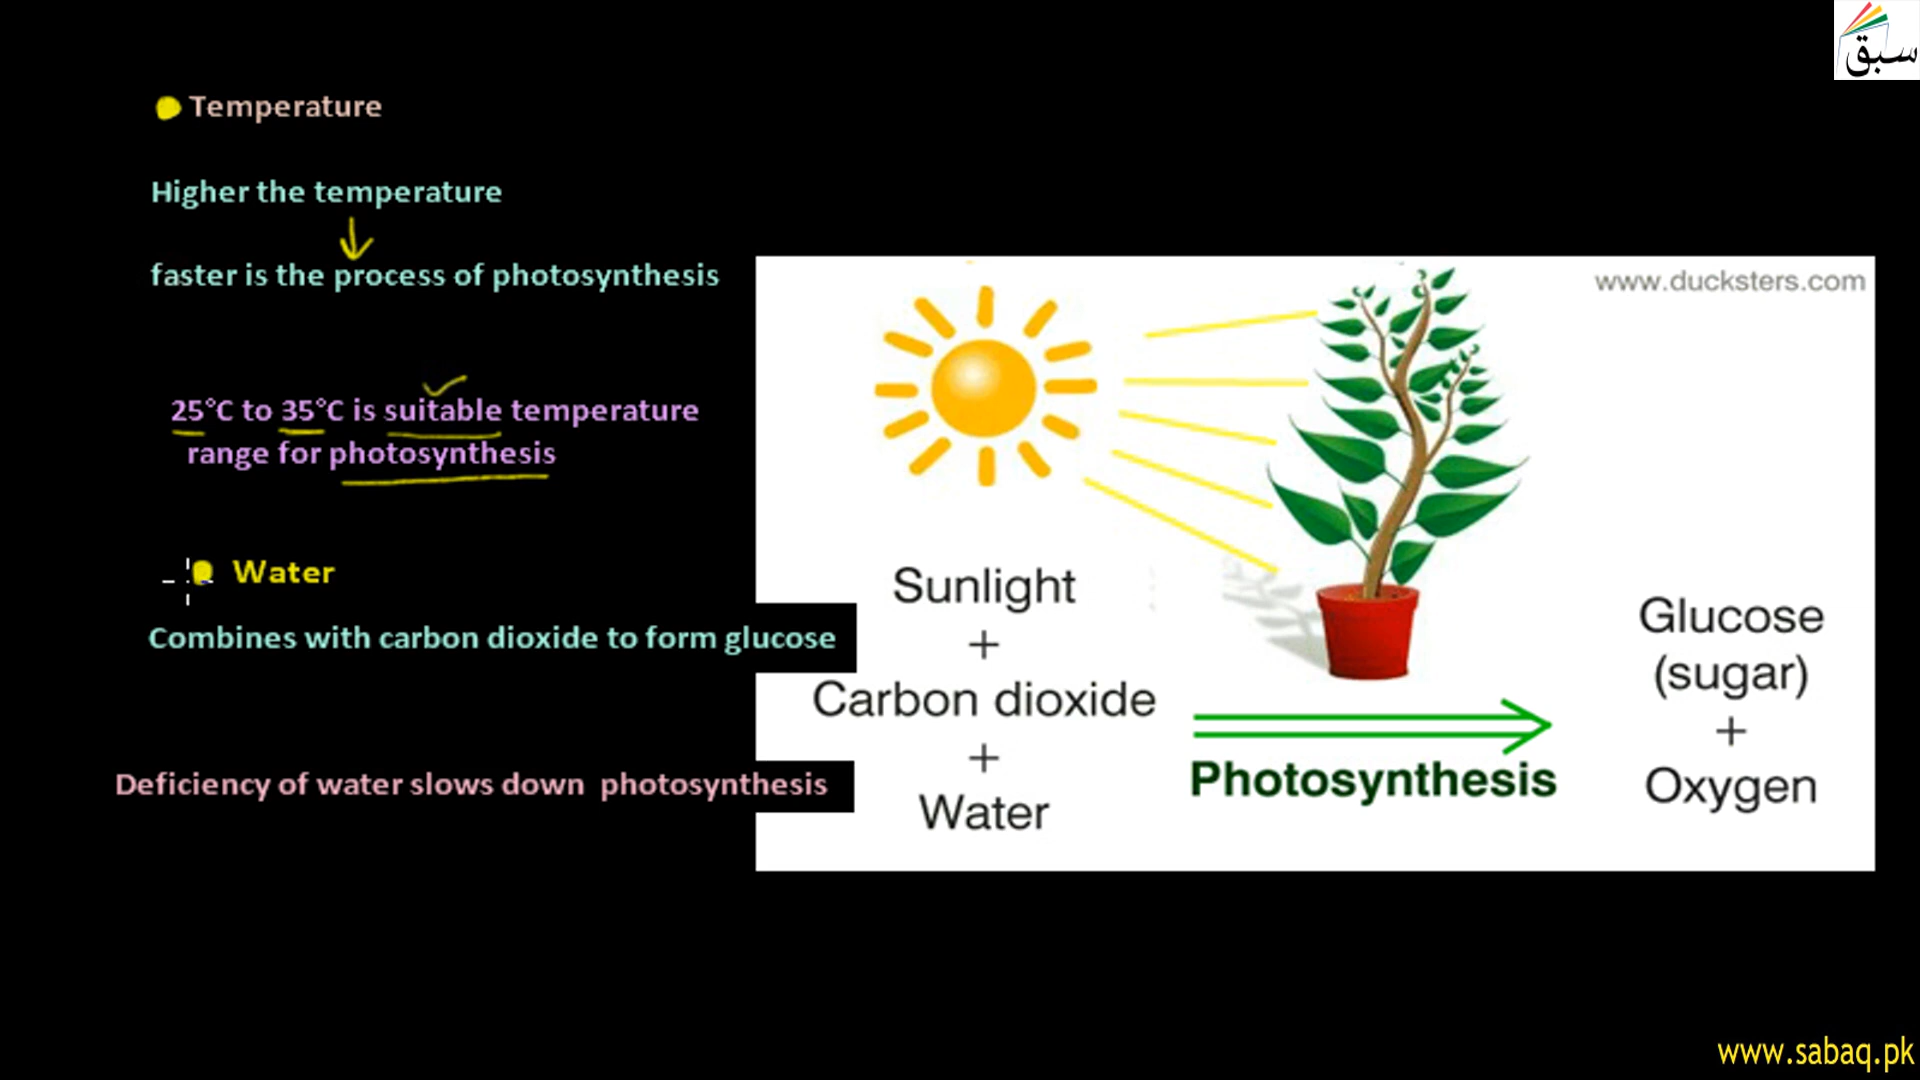 سبق
Temperature
Higher the temperature
faster is the process of photosynthesis
25°C to 35°C is suitable temperature
range for photosynthesis
Water
Combines with carbon dioxide to form glucose
Deficiency of water slows down photosynthesis
www.ducksters.com
Sunlight
+
Carbon dioxide
+
Water
Photosynthesis
Glucose
(sugar)
+
Oxygen
www.sabaq.pk